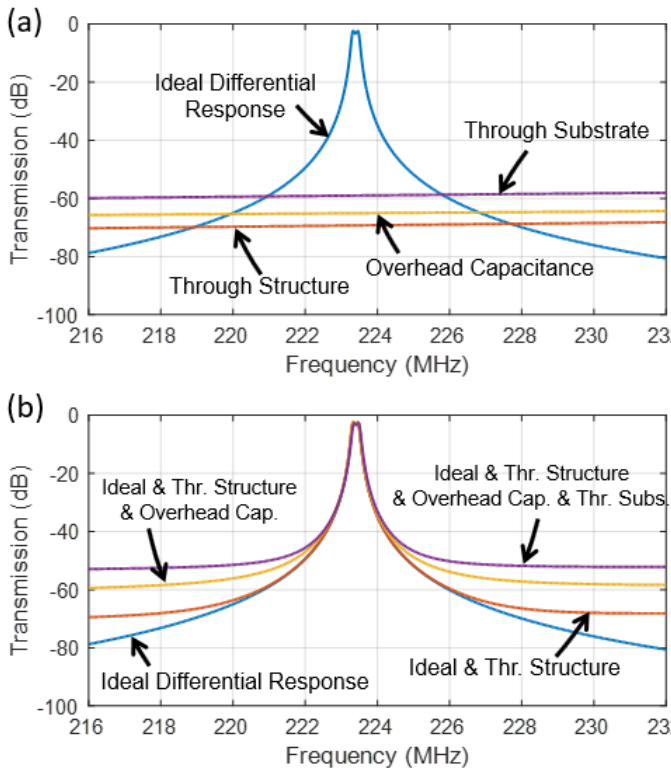 (a)
0
-20
-40
-60
-80
-100
Transmission (dB)
Ideal Differential
Response
Through Substrate
Overhead Capacitance
Through Structure
216 218 220 222 224 226 228 230 23
Frequency (MHz)
(b)
0
-20
-40
-60
-80
-100
Transmission (dB)
Ideal & Thr. Structure
& Overhead Cap.
Ideal & Thr. Structure
& Overhead Cap. & Thr. Subs.
Ideal Differential Response
Ideal & Thr. Structure
216 218 220 222 224 226 228 230 23
Frequency (MHz)